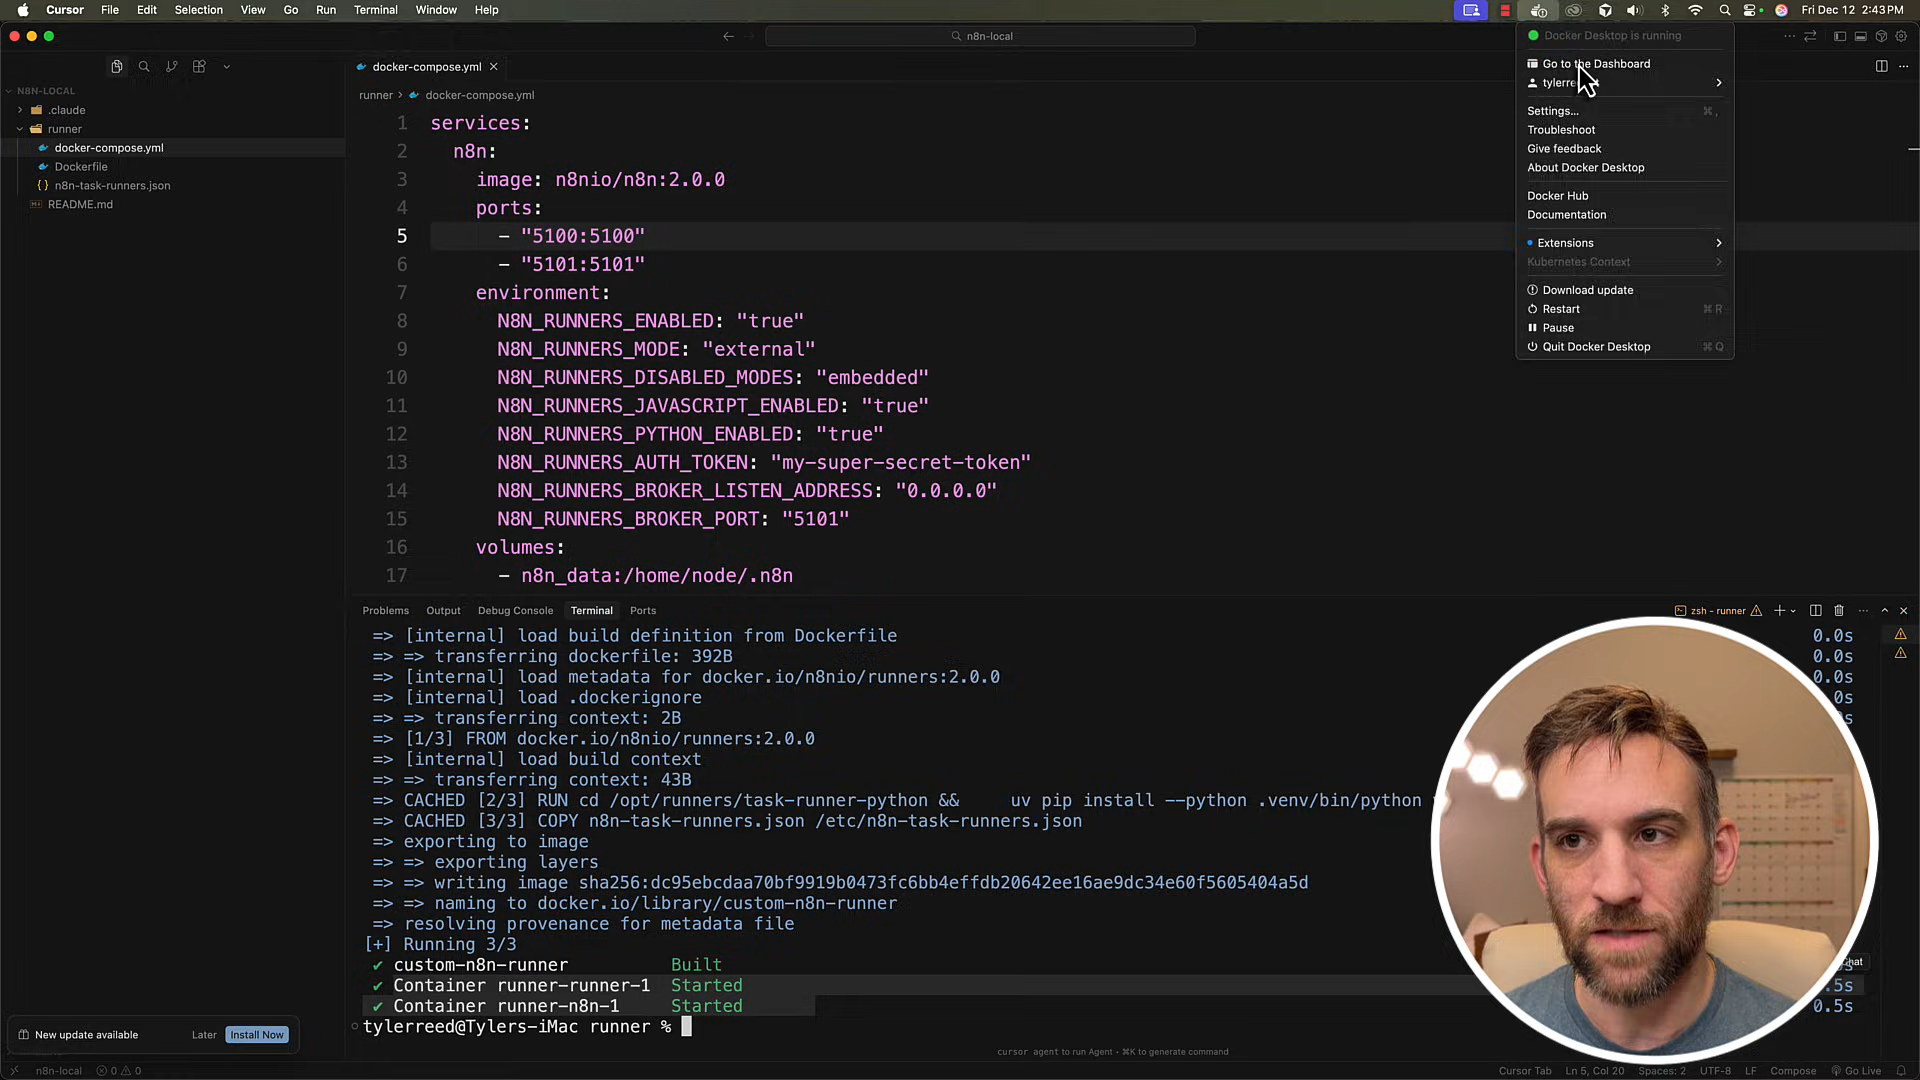 Cursor File Edit Selection View Go Run Terminal Window Help
Fri Dec 12 2:43 PM
n8n-local
Docker Desktop is running
Go to the Dashboard
Settings... ⌘ ,
Troubleshoot
Give feedback
About Docker Desktop
Docker Hub
Documentation
Extensions
Kubernetes Context
Download update
Restart ⌘ R
Pause
Quit Docker Desktop ⌘ Q
N8N-LOCAL
.claude
runner
docker-compose.yml
Dockerfile
n8n-task-runners.json
README.md
docker-compose.yml
runner > docker-compose.yml
1 services:
2 n8n:
3 image: n8nio/n8n:2.0.0
4 ports:
5 - "5100:5100"
6 - "5101:5101"
7 environment:
8 N8N_RUNNERS_ENABLED: "true"
9 N8N_RUNNERS_MODE: "external"
10 N8N_RUNNERS_DISABLED_MODES: "embedded"
11 N8N_RUNNERS_JAVASCRIPT_ENABLED: "true"
12 N8N_RUNNERS_PYTHON_ENABLED: "true"
13 N8N_RUNNERS_AUTH_TOKEN: "my-super-secret-token"
14 N8N_RUNNERS_BROKER_LISTEN_ADDRESS: "0.0.0.0"
15 N8N_RUNNERS_BROKER_PORT: "5101"
16 volumes:
17 - n8n_data:/home/node/.n8n
Problems Output Debug Console Terminal Ports
zsh - runner
=> [internal] load build definition from Dockerfile 0.0s
=> => transferring dockerfile: 392B 0.0s
=> [internal] load metadata for docker.io/n8nio/runners:2.0.0 0.0s
=> [internal] load .dockerignore
=> => transferring context: 2B
=> [1/3] FROM docker.io/n8nio/runners:2.0.0
=> [internal] load build context
=> => transferring context: 43B
=> CACHED [2/3] RUN cd /opt/runners/task-runner-python && uv pip install --python .venv/bin/python
=> CACHED [3/3] COPY n8n-task-runners.json /etc/n8n-task-runners.json
=> exporting to image
=> => exporting layers
=> => writing image sha256:dc95ebcdaa70bf9919b0473fc6bb4effdb20642ee16ae9dc34e60f5605404a5d
=> => naming to docker.io/library/custom-n8n-runner
=> resolving provenance for metadata file
[+] Running 3/3
✔ custom-n8n-runner Built
✔ Container runner-runner-1 Started
✔ Container runner-n8n-1 Started 0.5s
tylerreed@Tylers-iMac runner %
New update available Later Install Now
cursor agent to run Agent • ⌘K to generate command
n8n-local 0 0
Cursor Tab Ln 5, Col 20 Spaces: 2 UTF-8 LF Compose Go Live